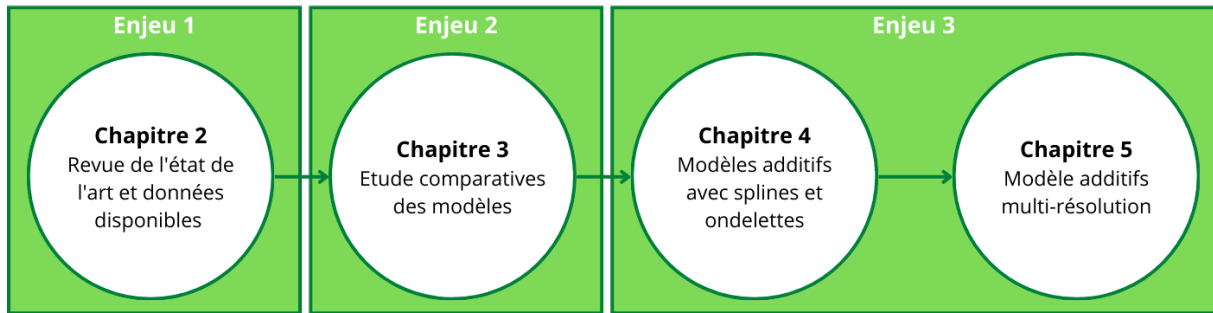 Enjeu 1
Chapitre 2
Revue de l'état de
l'art et données
disponibles
Enjeu 2
Chapitre 3
Etude comparatives
des modèles
Enjeu 3
Chapitre 4
Modèles additifs
avec splines et
ondelettes
Chapitre 5
Modèle additifs
multi-résolution